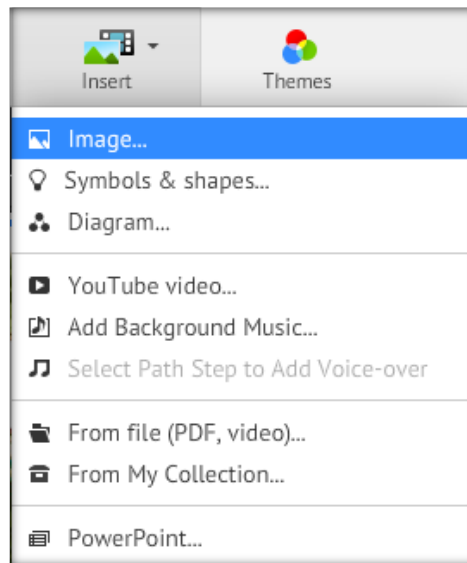 Insert
Themes
Image...
Symbols & shapes...
Diagram...
YouTube video...
Add Background Music...
Select Path Step to Add Voice-over
From file (PDF, video)...
From My Collection...
PowerPoint...